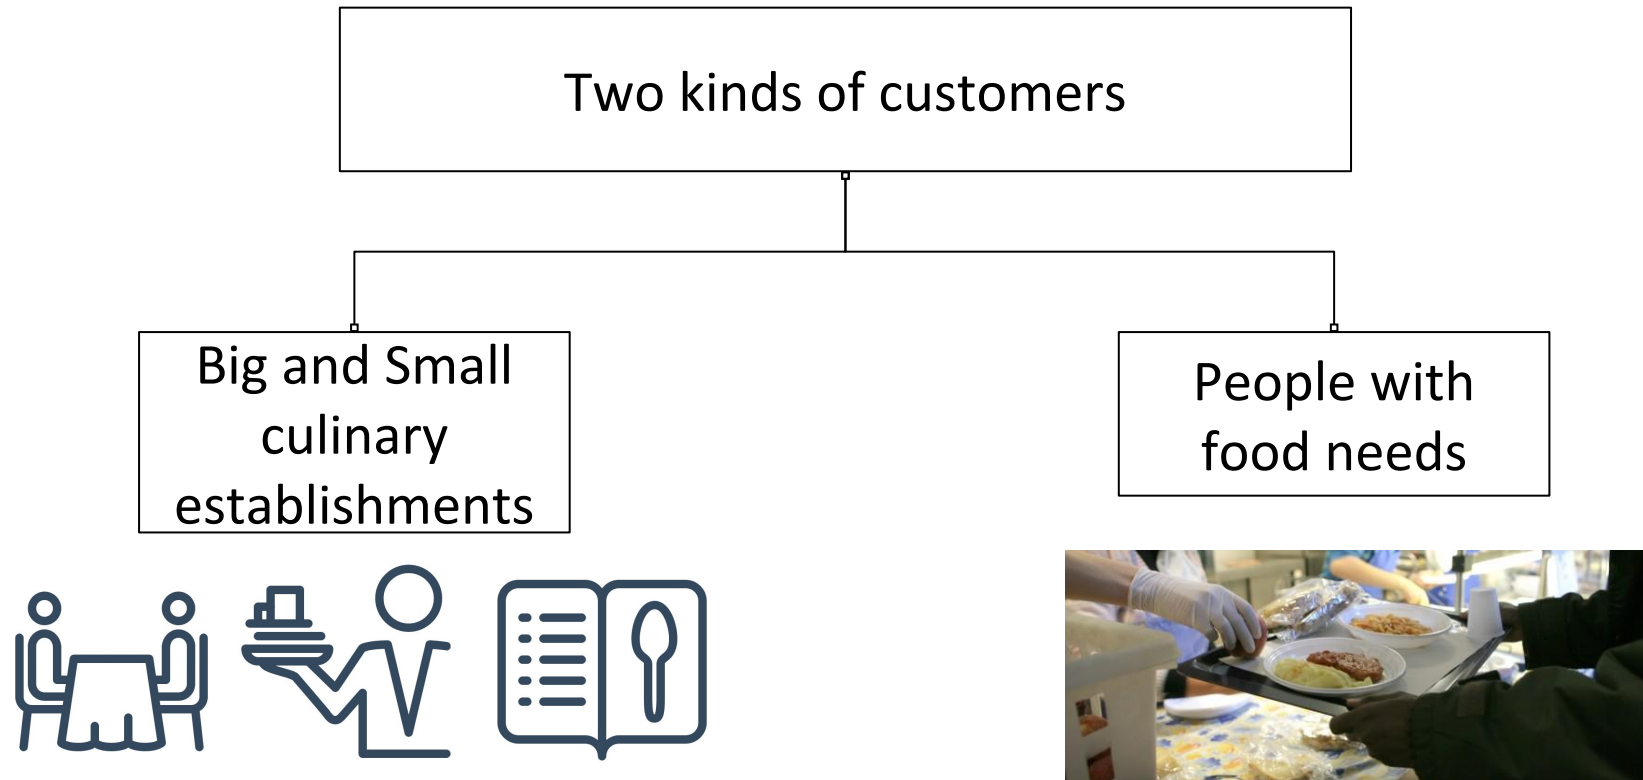 Two kinds of customers
Big and Small
culinary
establishments
People with
food needs